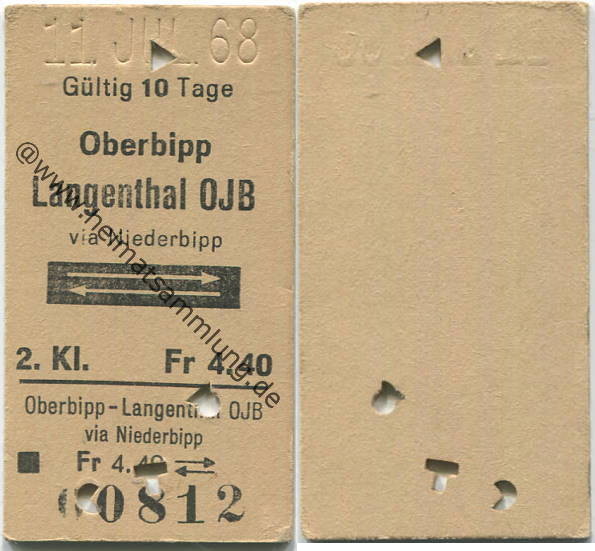 11. JUL. 68
Gültig 10 Tage
Oberbipp
Langenthal OJB
via Niederbipp
2. Kl. Fr 4.40
Oberbipp-Langenthal OJB
via Niederbipp
Fr 4.40
00812
@www.heimatsammlung.de